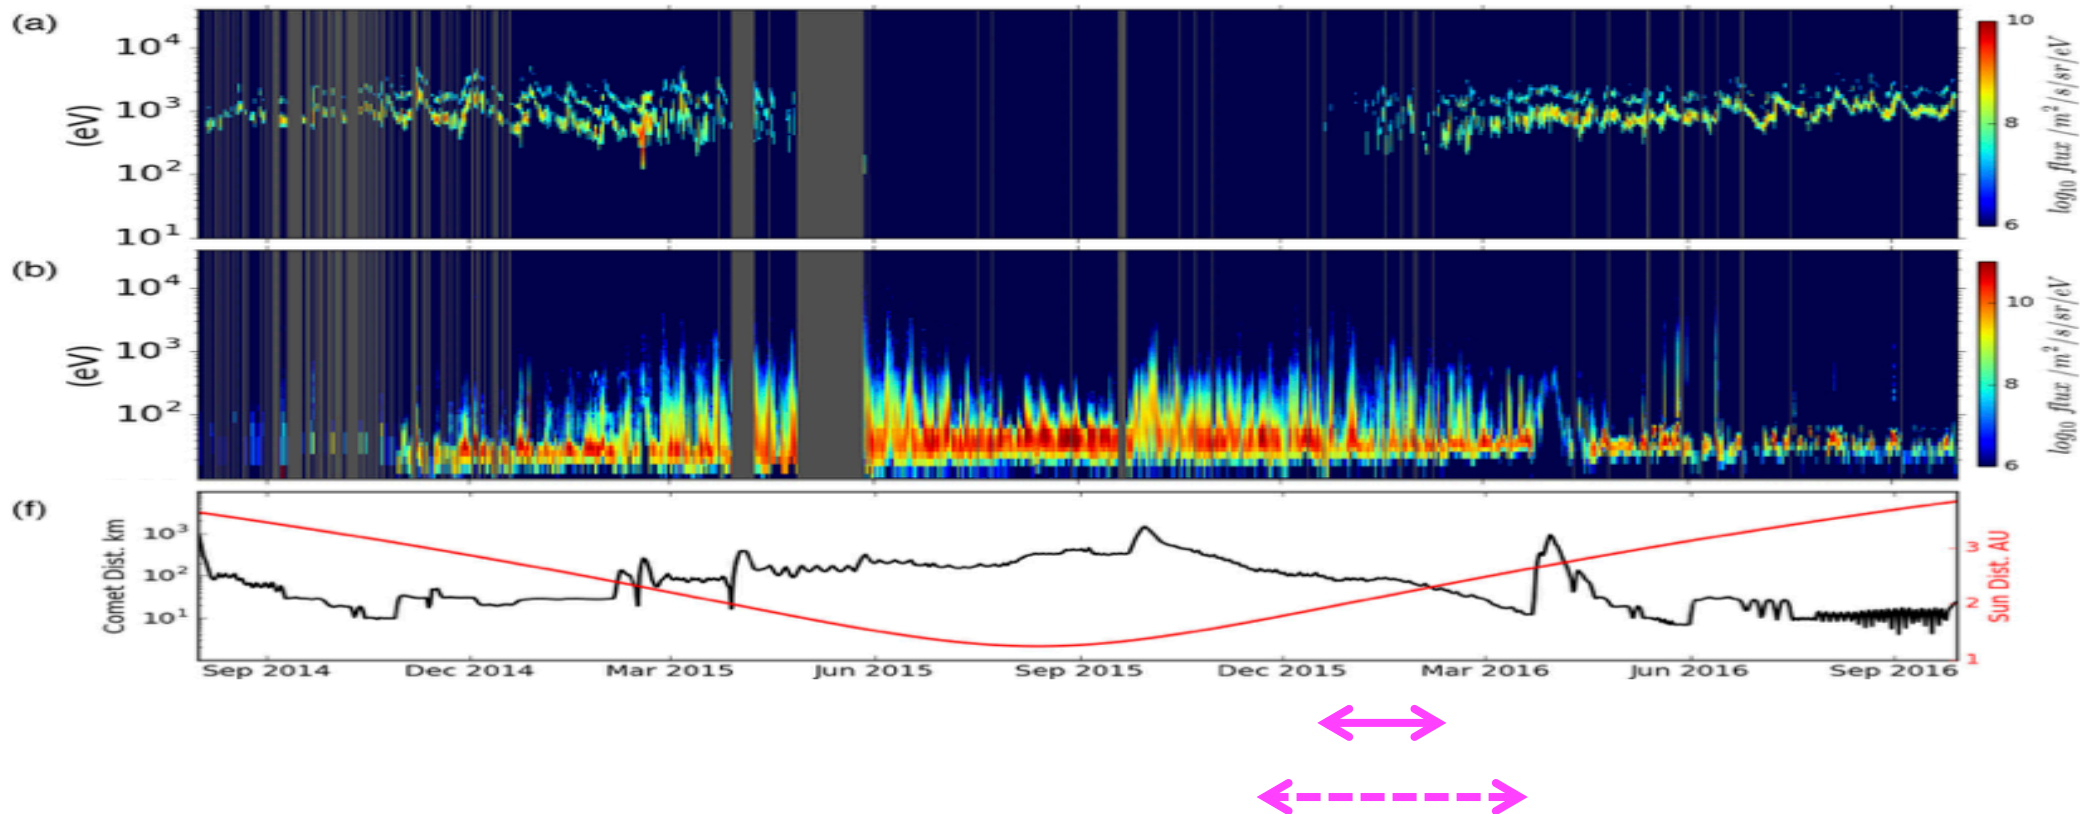 (a)
10⁴
10³
10²
10¹
(eV)
10
8
6
log₁₀ flux /m²/s/sr/eV
(b)
10⁴
10³
10²
(eV)
10
8
6
log₁₀ flux /m²/s/sr/eV
(f)
Comet Dist. km
10³
10²
10¹
3
2
1
Sun Dist. AU
Sep 2014 Dec 2014 Mar 2015 Jun 2015 Sep 2015 Dec 2015 Mar 2016 Jun 2016 Sep 2016